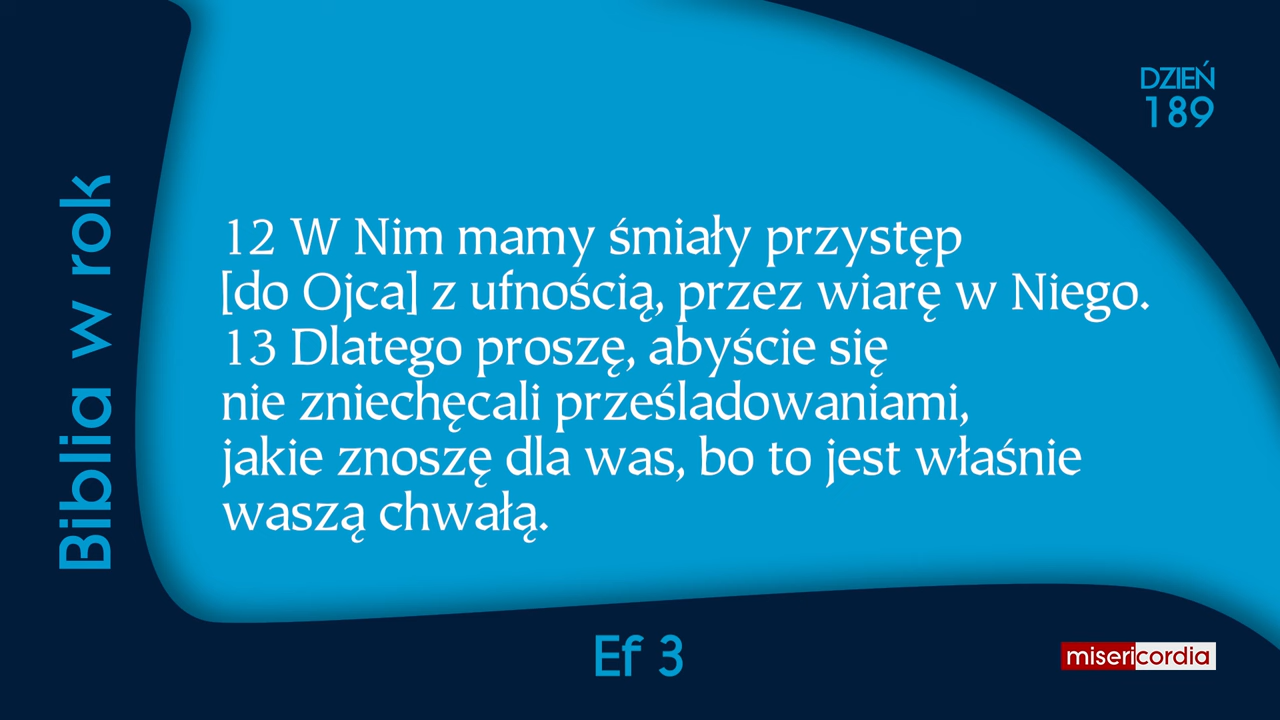 DZIEŃ
189
Biblia w rok
12 W Nim mamy śmiały przystęp
[do Ojca] z ufnością, przez wiarę w Niego.
13 Dlatego proszę, abyście się
nie zniechęcali prześladowaniami,
jakie znoszę dla was, bo to jest właśnie
waszą chwałą.
Ef 3
misericordia